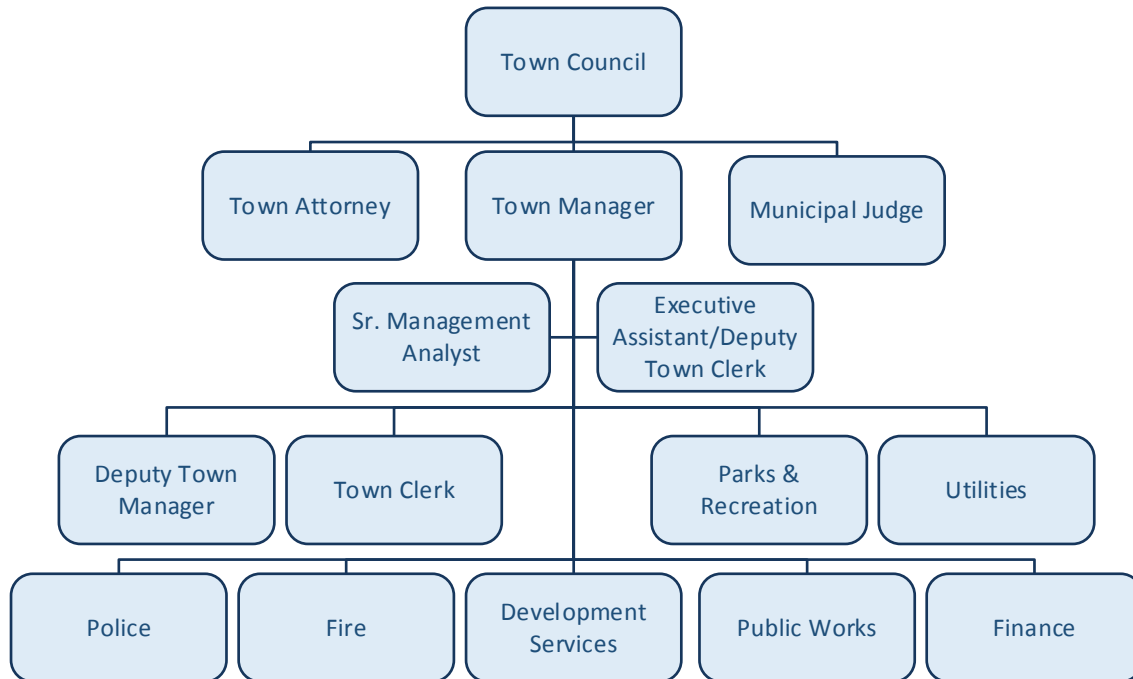 Town Council
Town Attorney
Town Manager
Municipal Judge
Sr. Management
Analyst
Executive
Assistant/Deputy
Town Clerk
Deputy Town
Manager
Town Clerk
Parks &
Recreation
Utilities
Police
Fire
Development
Services
Public Works
Finance